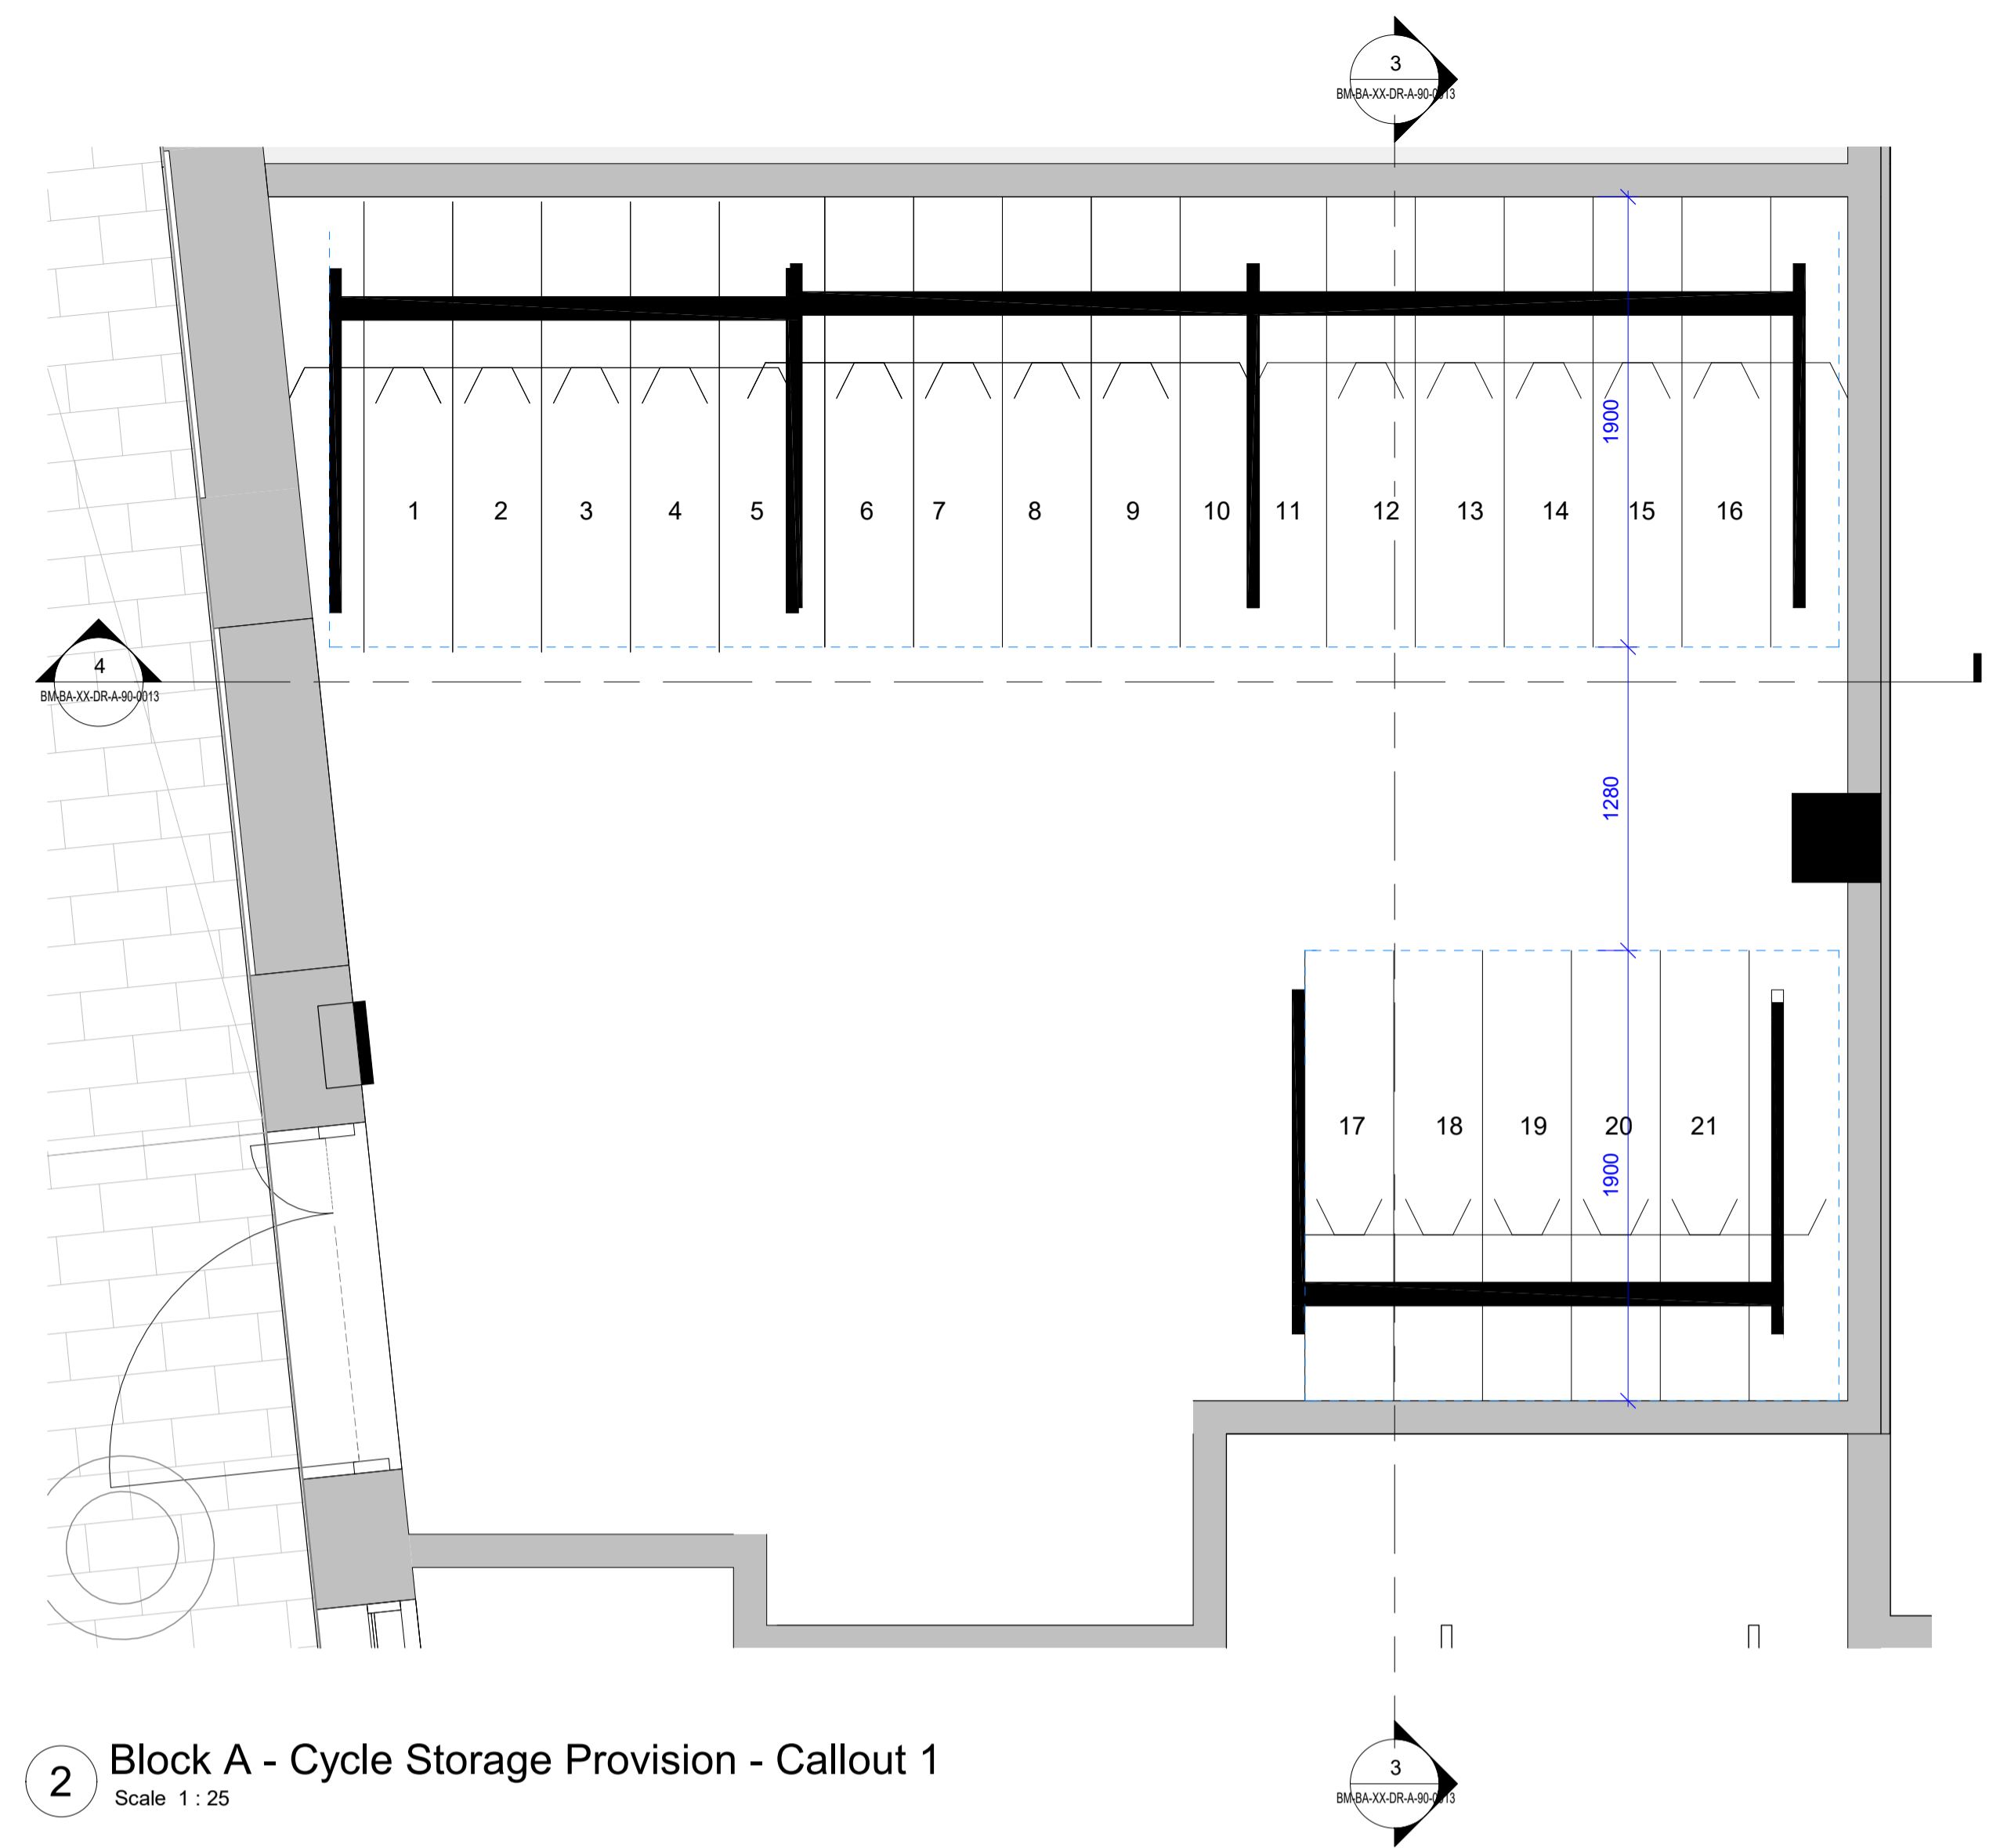 3
BM-BA-XX-DR-A-90-0013
1900
1 2 3 4 5 6 7 8 9 10 11 12 13 14 15 16
4
BM-BA-XX-DR-A-90-0013
1280
17 18 19 20 21
1900
2
Block A - Cycle Storage Provision - Callout 1
Scale 1 : 25
3
BM-BA-XX-DR-A-90-0013